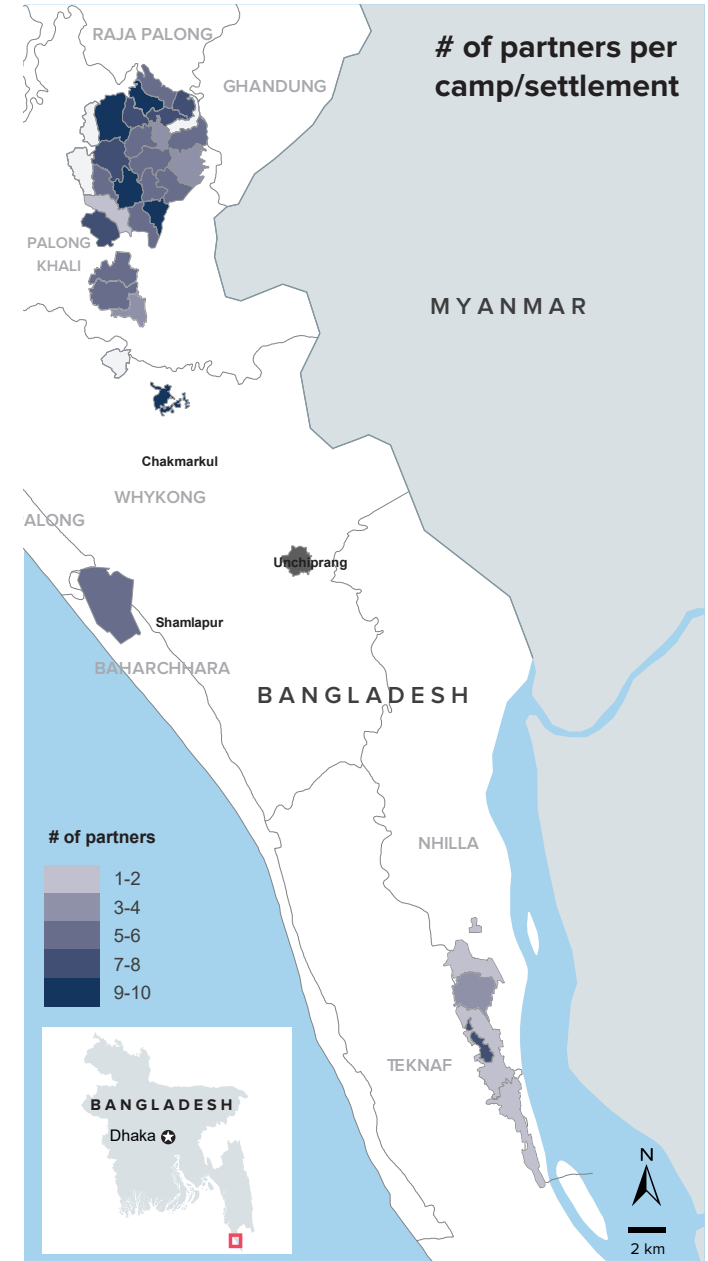 RAJA PALONG
# of partners per
camp/settlement
GHANDUNG
PALONG
KHALI
MYANMAR
Chakmarkul
WHYKONG
ALONG
Unchiprang
Shamlapur
BAHARCHHARA
BANGLADESH
# of partners
NHILLA
1-2
3-4
5-6
7-8
9-10
TEKNAF
BANGLADESH
Dhaka
N
2 km